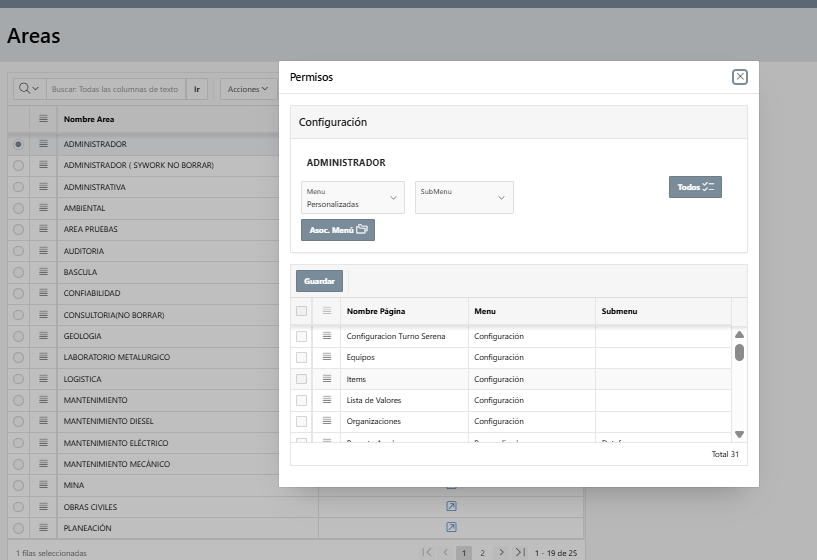 Areas
Buscar: Todas las columnas de texto
Ir
Acciones
Nombre Area
ADMINISTRADOR
ADMINISTRADOR ( SYWORK NO BORRAR)
ADMINISTRATIVA
AMBIENTAL
AREA PRUEBAS
AUDITORIA
BASCULA
CONFIABILIDAD
CONSULTORIA(NO BORRAR)
GEOLOGIA
LABORATORIO METALURGICO
LOGISTICA
MANTENIMIENTO
MANTENIMIENTO DIESEL
MANTENIMIENTO ELÉCTRICO
MANTENIMIENTO MECÁNICO
MINA
OBRAS CIVILES
PLANEACIÓN
1 filas seleccionadas
1 2
1 - 19 de 25
Permisos
Configuración
ADMINISTRADOR
Menu
Personalizadas
SubMenu
Todos
Asoc. Menú
Guardar
Nombre Página Menu Submenu
Configuracion Turno Serena Configuración
Equipos Configuración
Items Configuración
Lista de Valores Configuración
Organizaciones Configuración
Total 31